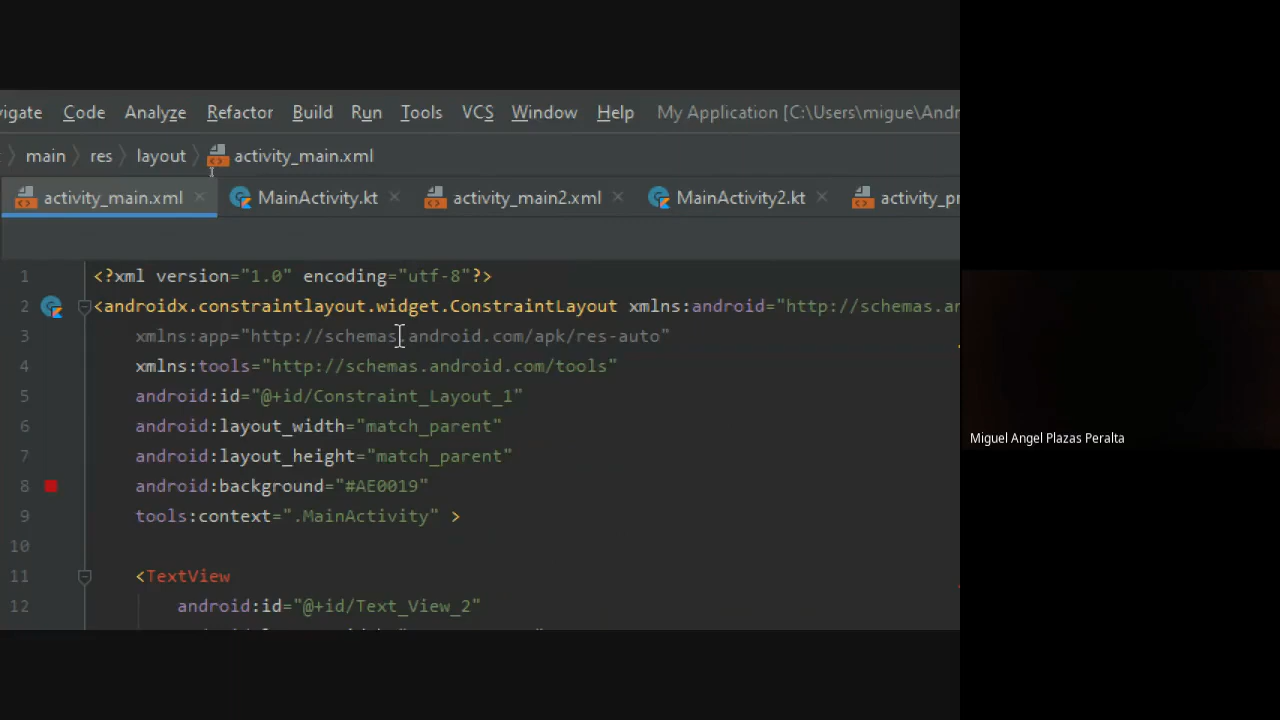 Code Analyze Refactor Build Run Tools VCS Window Help My Application [C:\Users\migue\And
main res layout activity_main.xml
activity_main.xml MainActivity.kt activity_main2.xml MainActivity2.kt activity_pr
1 <?xml version="1.0" encoding="utf-8"?>
2 <androidx.constraintlayout.widget.ConstraintLayout xmlns:android="http://schemas.an
3 xmlns:app="http://schemas.android.com/apk/res-auto"
4 xmlns:tools="http://schemas.android.com/tools"
5 android:id="@+id/Constraint_Layout_1"
6 android:layout_width="match_parent"
7 android:layout_height="match_parent"
8 android:background="#AE0019"
9 tools:context=".MainActivity" >
10
11 <TextView
12 android:id="@+id/Text_View_2"
Miguel Angel Plazas Peralta